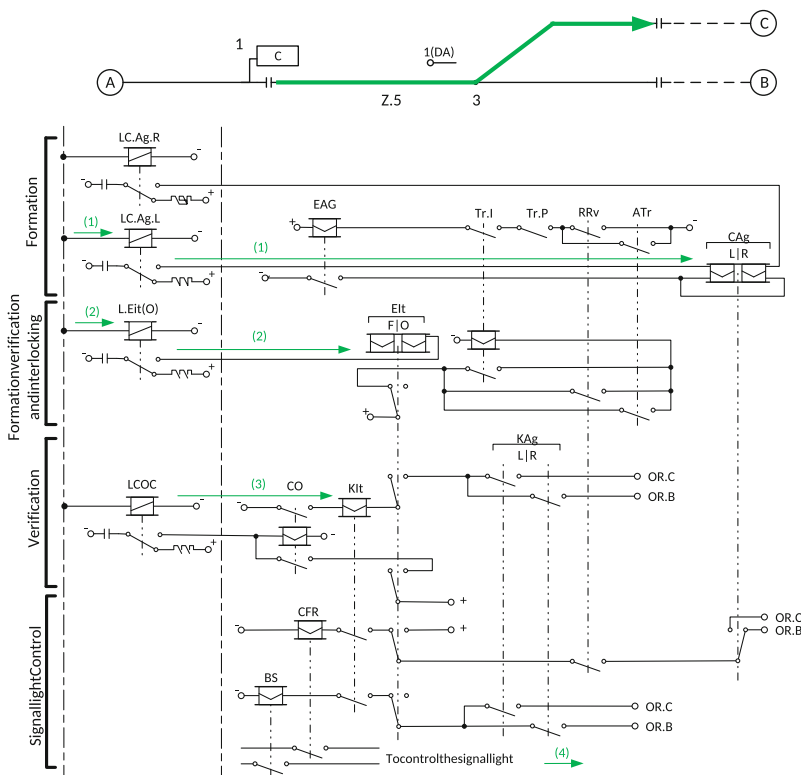 C
1
C
1(DA)
A
B
Z.5
3
Formation
LC.Ag.R
-
-
+
EAG
Tr.I
Tr.P
RRv
ATr
LC.Ag.L
(1)
(1)
+
-
-
CAg
L|R
-
-
+
-
Formationverification
andinterlocking
L.Eit(O)
(2)
(2)
EIt
F|O
-
-
-
+
+
Verification
KAg
L|R
LCOC
(3)
CO
KIt
OR.C
-
-
OR.B
-
-
+
+
SignallightControl
CFR
OR.C
-
+
OR.B
BS
-
OR.C
OR.B
Tocontrolthesignallight
(4)